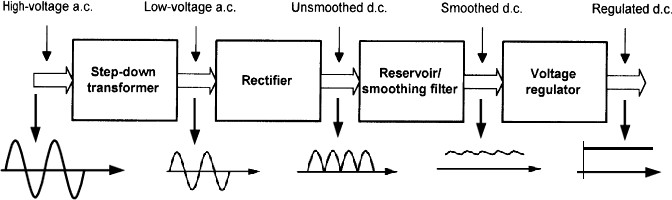 High-voltage a.c.
Low-voltage a.c.
Unsmoothed d.c.
Smoothed d.c.
Regulated d.c.
Step-down
transformer
Rectifier
Reservoir/
smoothing filter
Voltage
regulator